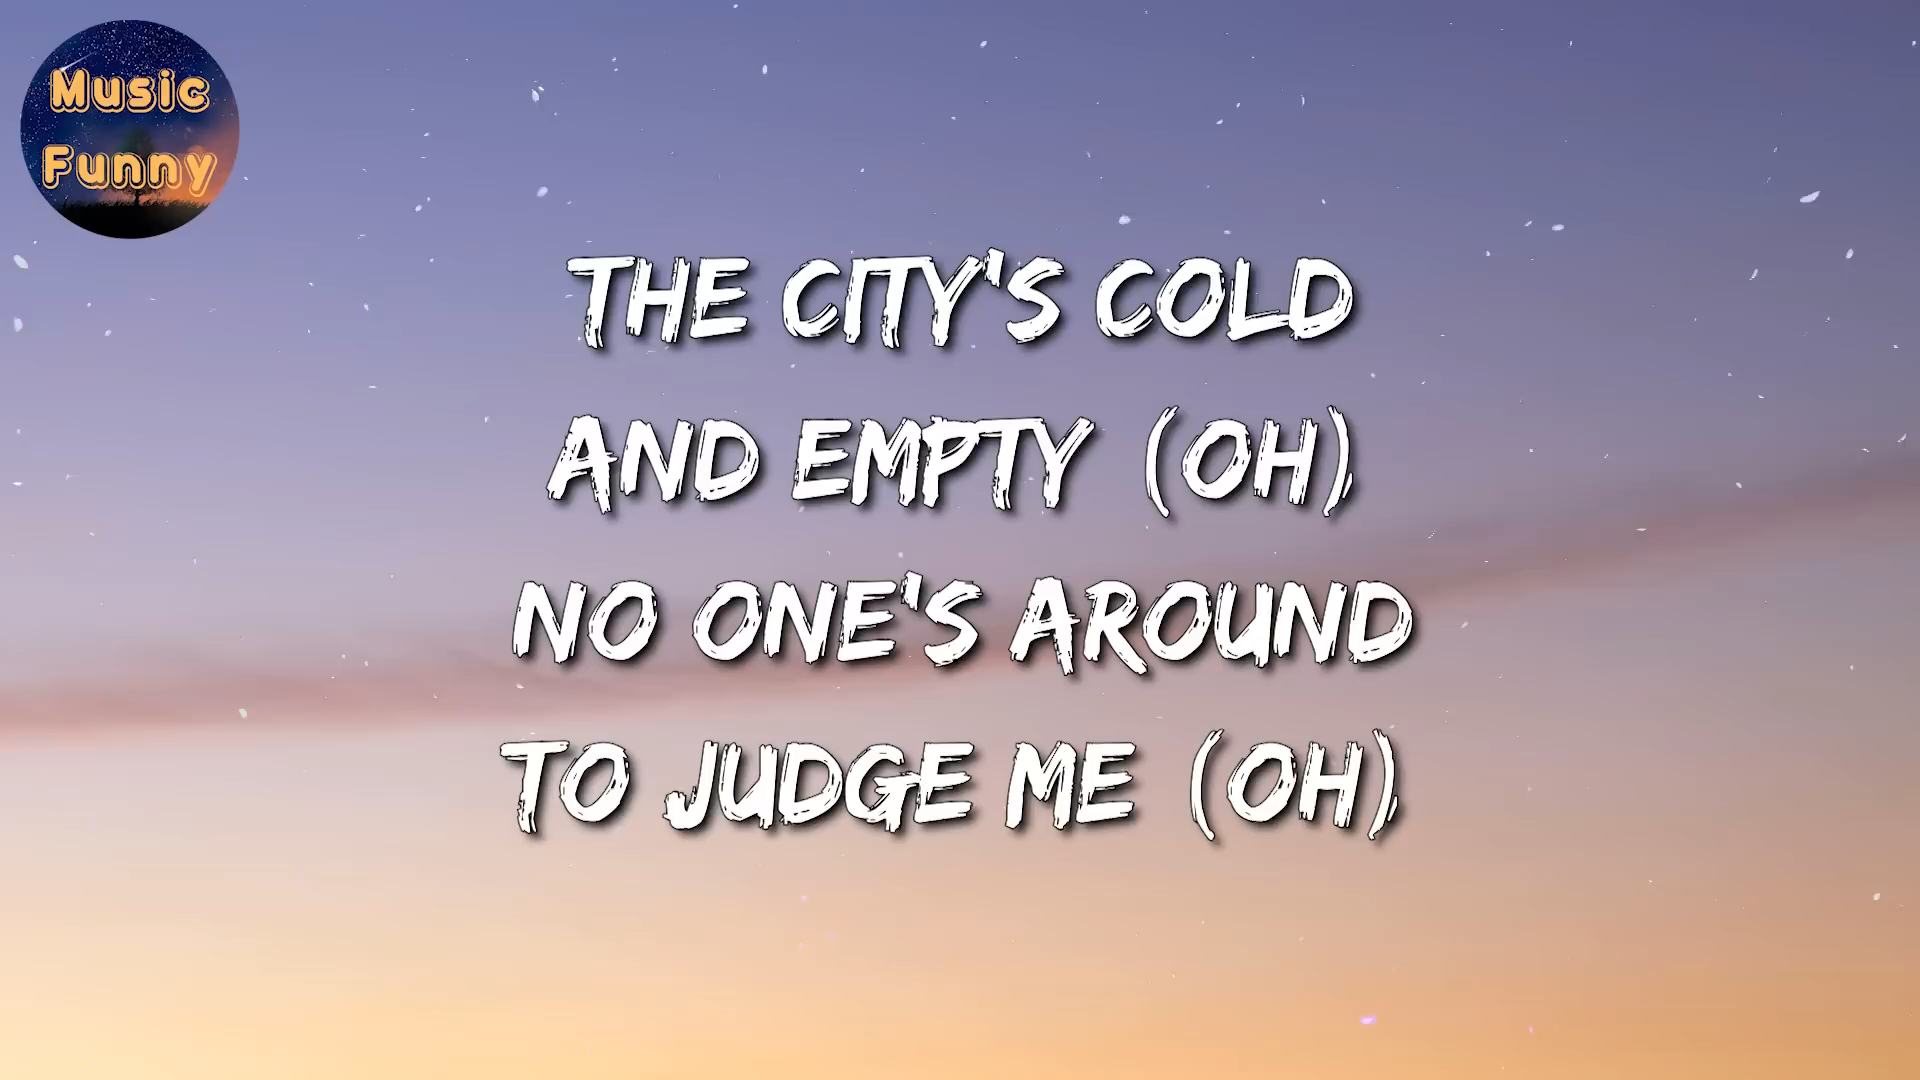 Music
Funny
THE CITY'S COLD
AND EMPTY (OH)
NO ONE'S AROUND
TO JUDGE ME (OH)